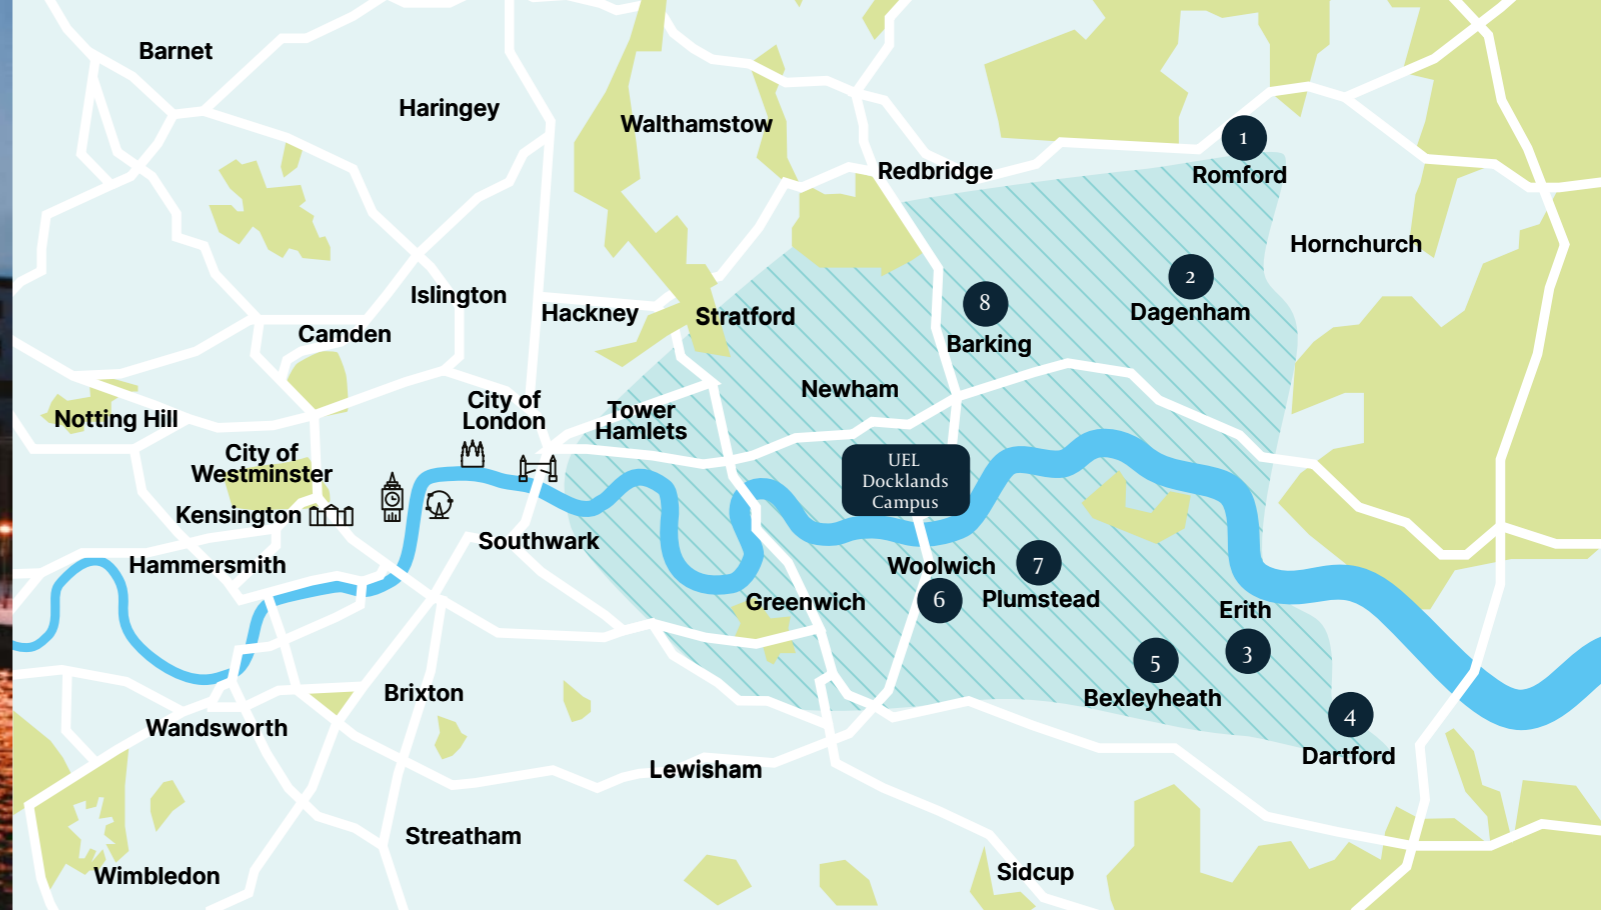 Barnet
Haringey
Walthamstow
1
Redbridge
Romford
Hornchurch
2
Islington
8
Hackney
Stratford
Dagenham
Camden
Barking
Newham
City of
London
Tower
Hamlets
Notting Hill
City of
Westminster
UEL
Docklands
Campus
Kensington
Southwark
Hammersmith
Woolwich
7
6
Plumstead
Greenwich
Erith
3
5
Brixton
Bexleyheath
4
Wandsworth
Dartford
Lewisham
Streatham
Sidcup
Wimbledon